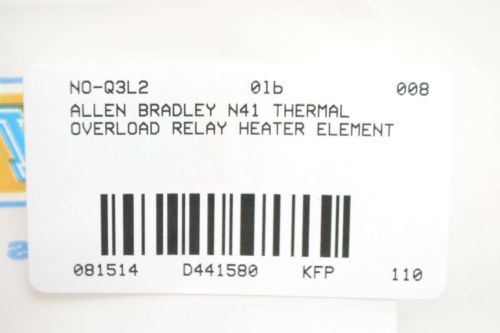 NO-Q3L2 0lb 008
ALLEN BRADLEY N41 THERMAL
OVERLOAD RELAY HEATER ELEMENT
081514 D441580 KFP 110